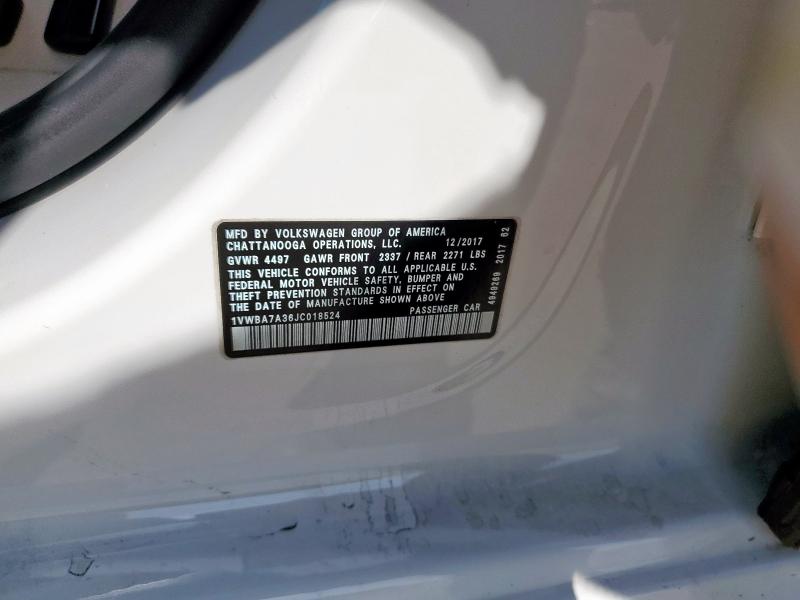 MFD BY VOLKSWAGEN GROUP OF AMERICA
CHATTANOOGA OPERATIONS, LLC. 12/2017
GVWR 4497 GAWR FRONT 2337 / REAR 2271 LBS
THIS VEHICLE CONFORMS TO ALL APPLICABLE U.S.
FEDERAL MOTOR VEHICLE SAFETY, BUMPER AND
THEFT PREVENTION STANDARDS IN EFFECT ON
THE DATE OF MANUFACTURE SHOWN ABOVE
1VWBA7A36JC018524 PASSENGER CAR
4949269 2017 62